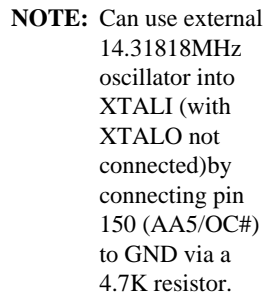 NOTE: Can use external
14.31818MHz
oscillator into
XTALI (with
XTALO not
connected)by
connecting pin
150 (AA5/OC#)
to GND via a
4.7K resistor.